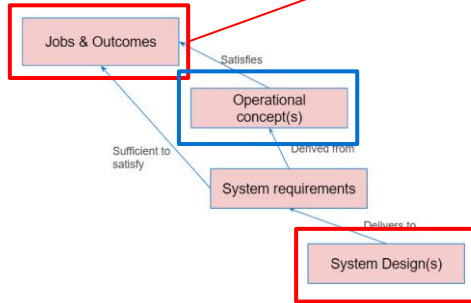 Jobs & Outcomes
Satisfies
Operational
concept(s)
Sufficient to
satisfy
Derived from
System requirements
Delivers to
System Design(s)